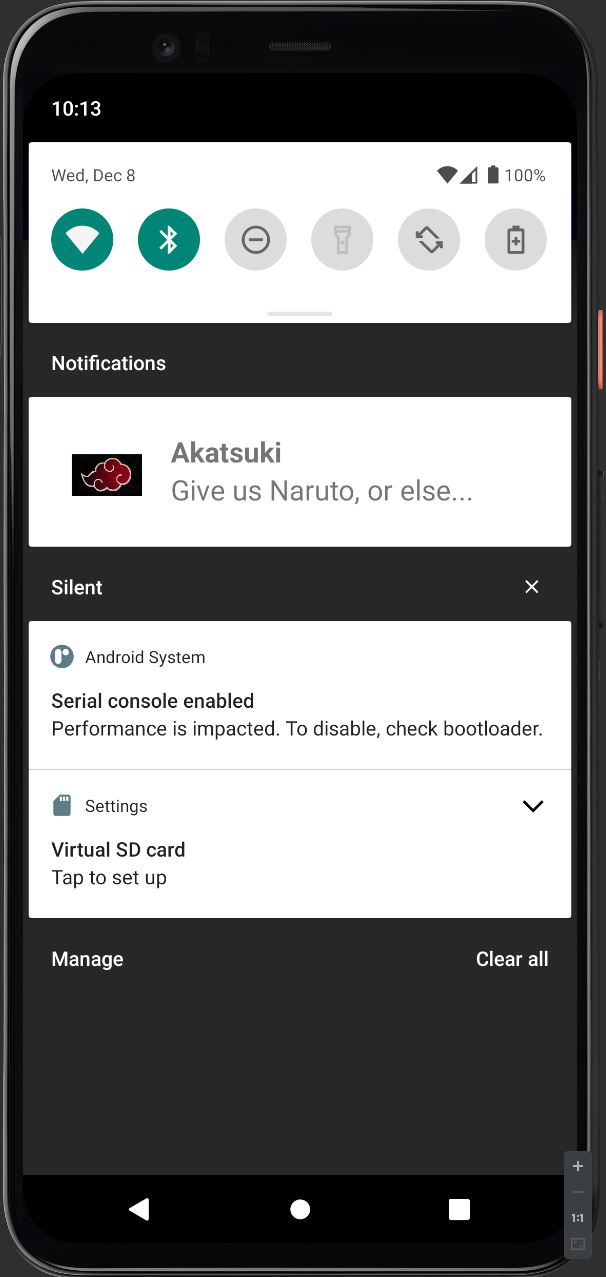 10:13
Wed, Dec 8
100%
Notifications
Akatsuki
Give us Naruto, or else...
Silent
Android System
Serial console enabled
Performance is impacted. To disable, check bootloader.
Settings
Virtual SD card
Tap to set up
Manage
Clear all
1:1